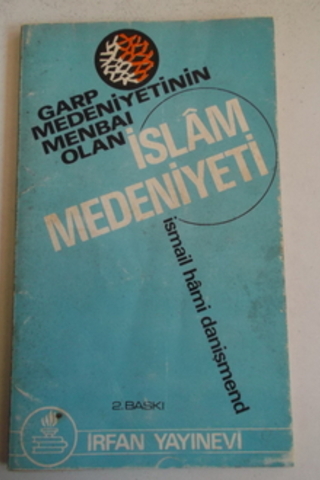 GARP
MEDENİYETİNİN
MENBAI
OLAN
İSLÂM
MEDENİYETİ
ismail hâmi danişmend
2. BASKI
İRFAN YAYINEVİ